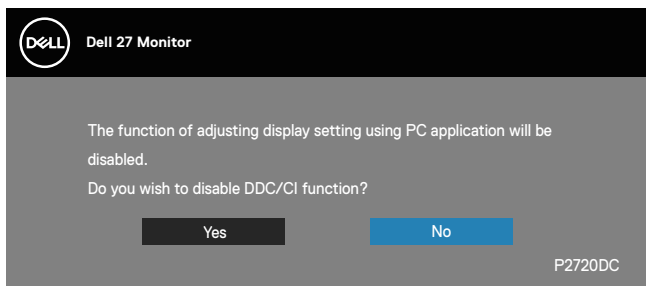 DELL
Dell 27 Monitor
The function of adjusting display setting using PC application will be
disabled.
Do you wish to disable DDC/CI function?
Yes No
P2720DC